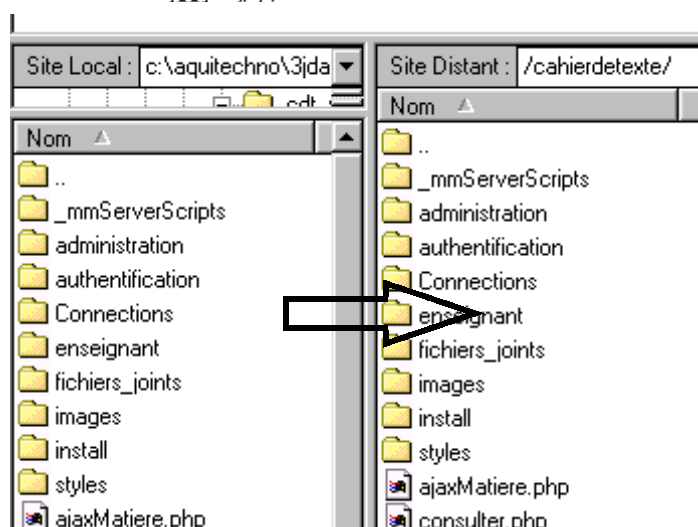 Site Local : c:\aquitechno\3jda
cdt
Nom
..
_mmServerScripts
administration
authentification
Connections
enseignant
fichiers_joints
images
install
styles
ajaxMatiere.php
Site Distant : /cahierdetexte/
Nom
..
_mmServerScripts
administration
authentification
Connections
enseignant
fichiers_joints
images
install
styles
ajaxMatiere.php
consulter.php